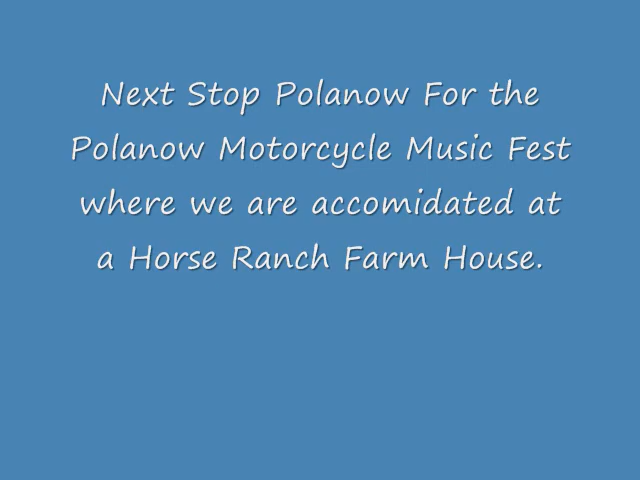 Next Stop Polanow For the
Polanow Motorcycle Music Fest
where we are accomidated at
a Horse Ranch Farm House.